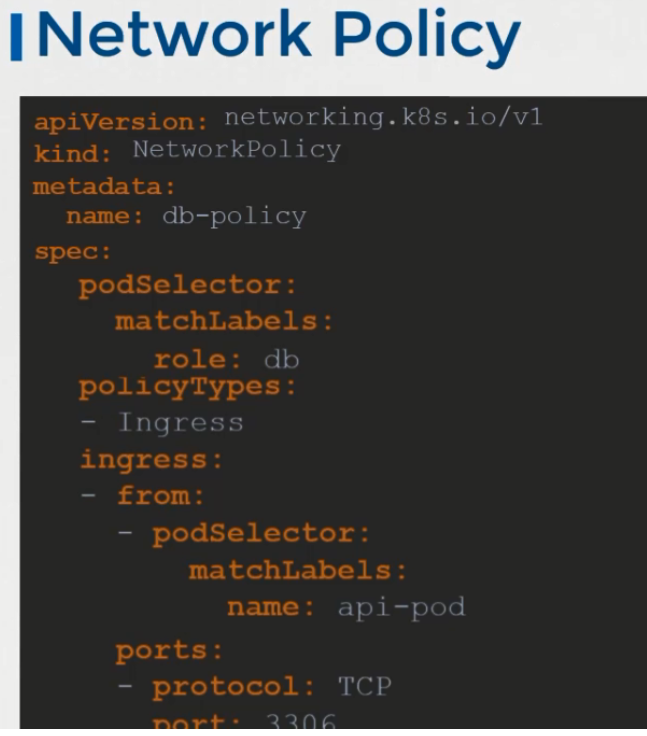 Network Policy
apiVersion: networking.k8s.io/v1
kind: NetworkPolicy
metadata:
  name: db-policy
spec:
  podSelector:
    matchLabels:
      role: db
  policyTypes:
  - Ingress
  ingress:
  - from:
    - podSelector:
        matchLabels:
          name: api-pod
    ports:
    - protocol: TCP
      port: 3306